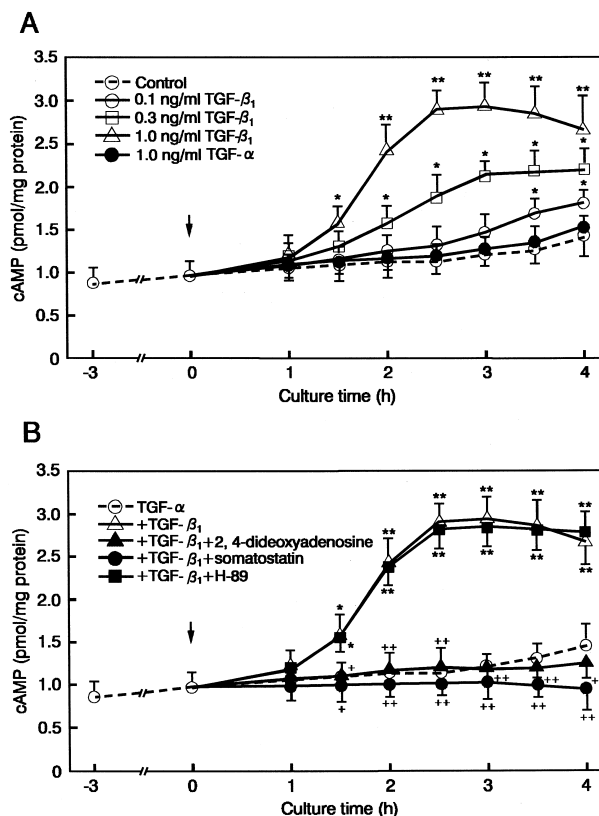 A
3.5
Control
0.1 ng/ml TGF-β1
3.0
0.3 ng/ml TGF-β1
1.0 ng/ml TGF-β1
2.5
1.0 ng/ml TGF-α
2.0
1.5
1.0
0.5
0
cAMP (pmol/mg protein)
** ** ** ** **
* * * * * *
* *
-3 0 1 2 3 4
Culture time (h)
B
3.5
TGF-α
+TGF-β1
3.0
+TGF-β1+2, 4-dideoxyadenosine
+TGF-β1+somatostatin
2.5
+TGF-β1+H-89
2.0
1.5
1.0
0.5
0
cAMP (pmol/mg protein)
* ** ** ** ** **
* ** ** ** ** **
+ ++ ++ ++ ++ +
+ ++ ++ ++ ++ ++
-3 0 1 2 3 4
Culture time (h)